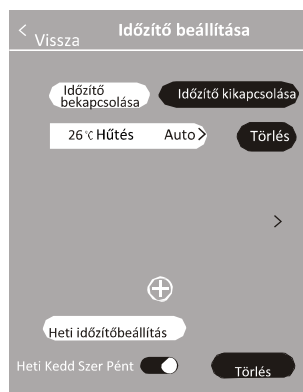 < Vissza
Időzítő beállítása
Időzítő
bekapcsolása
Időzítő kikapcsolása
26℃ Hűtés Auto>
Törlés
>
Heti időzítőbeállítás
Heti Kedd Szer Pént
Törlés